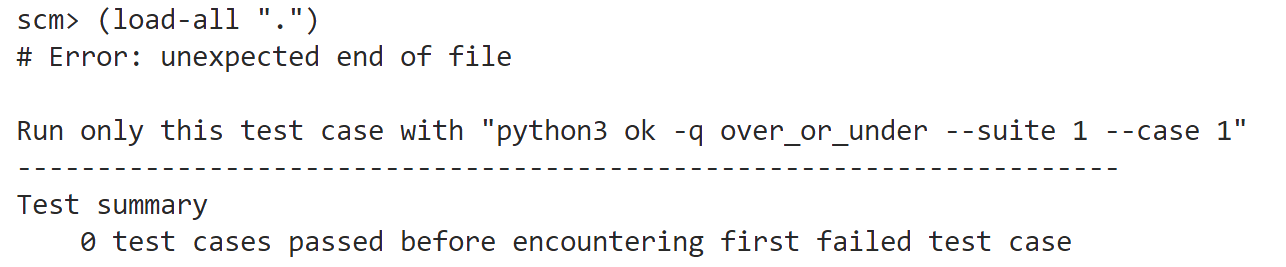 scm> (load-all ".")
# Error: unexpected end of file
Run only this test case with "python3 ok -q over_or_under --suite 1 --case 1"
---------------------------------------------------------------------
Test summary
    0 test cases passed before encountering first failed test case